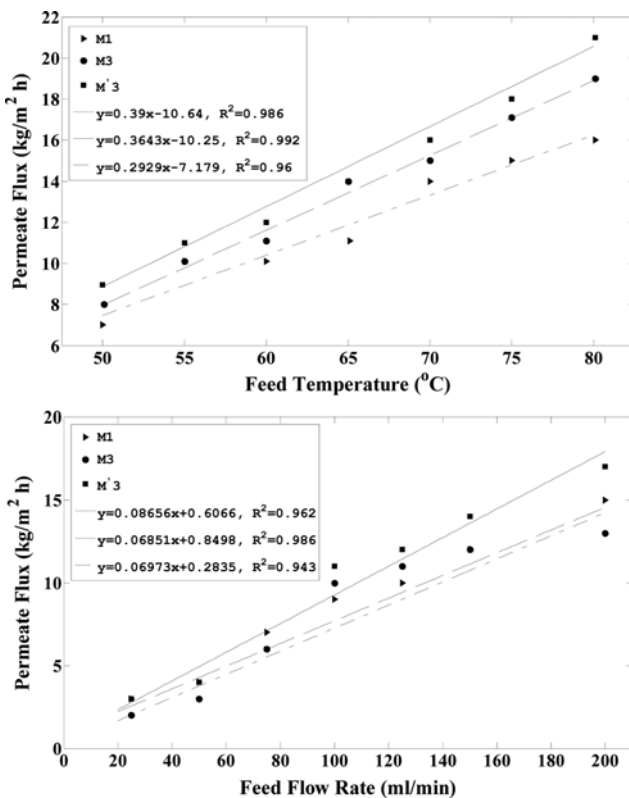 22
20
18
16
14
12
10
8
6
Permeate Flux (kg/m² h)
M1
M3
M'3
y=0.39x-10.64, R²=0.986
y=0.3643x-10.25, R²=0.992
y=0.2929x-7.179, R²=0.96
50 55 60 65 70 75 80
Feed Temperature (°C)
20
15
10
5
0
Permeate Flux (kg/m² h)
M1
M3
M'3
y=0.08656x+0.6066, R²=0.962
y=0.06851x+0.8498, R²=0.986
y=0.06973x+0.2835, R²=0.943
0 20 40 60 80 100 120 140 160 180 200
Feed Flow Rate (ml/min)